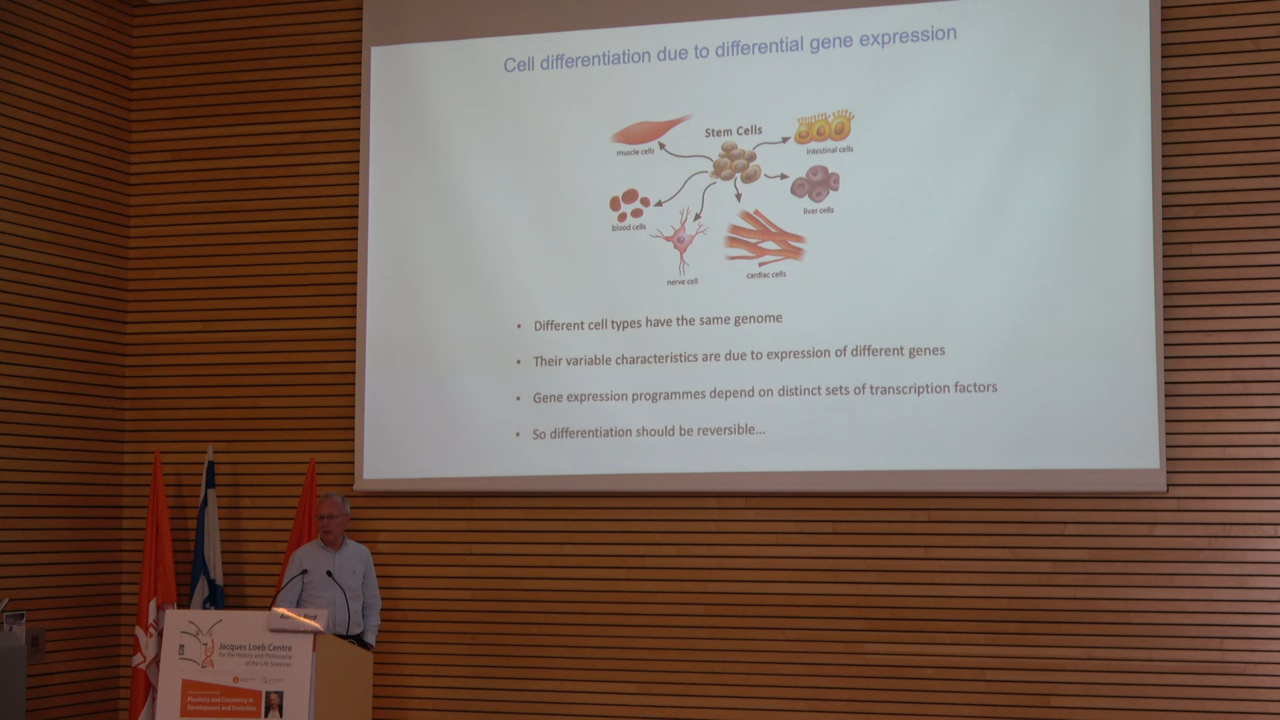 Cell differentiation due to differential gene expression
Stem Cells
muscle cells
intestinal cells
blood cells
liver cells
nerve cell
cardiac cells
• Different cell types have the same genome
• Their variable characteristics are due to expression of different genes
• Gene expression programmes depend on distinct sets of transcription factors
• So differentiation should be reversible...
Bird
Jacques Loeb Centre
for the History and Philosophy
of the Life Sciences
Plasticity and Constancy in
Development and Evolution